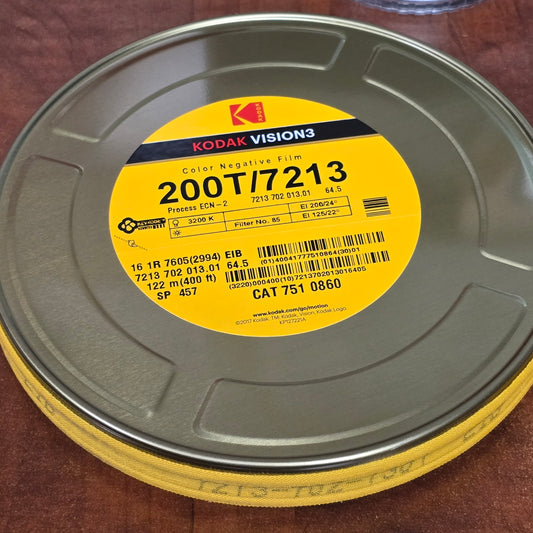 KODAK VISION3
Color Negative Film
200T/7213
Process ECN-2 7213 702 013.01 64.5
KEYKODE
3200 K Filter No. 85 EI 200/24°
EI 125/22°
16 1R 7605(2994) EIB
7213 702 013.01 64.5
122 m(400 ft)
SP 457
(01)40041777510864(30)01
(3220)000400(10)7213702013016405
CAT 751 0860
www.kodak.com/go/motion
©2017 Kodak, TM: Kodak, Vision, Kodak Logo.